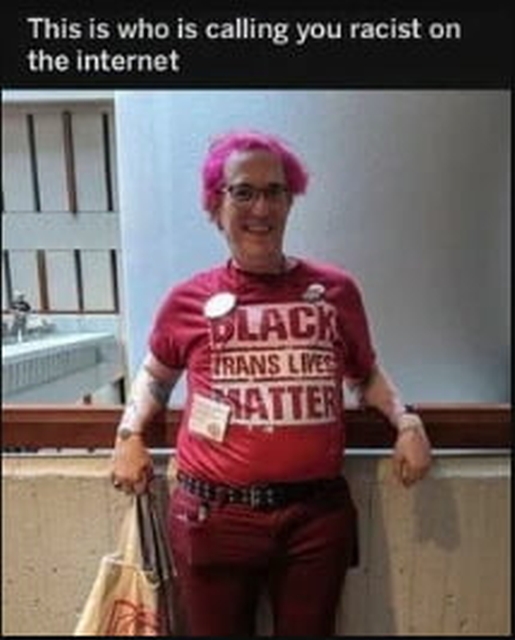 This is who is calling you racist on
the internet
BLACK
TRANS LIVES
MATTER